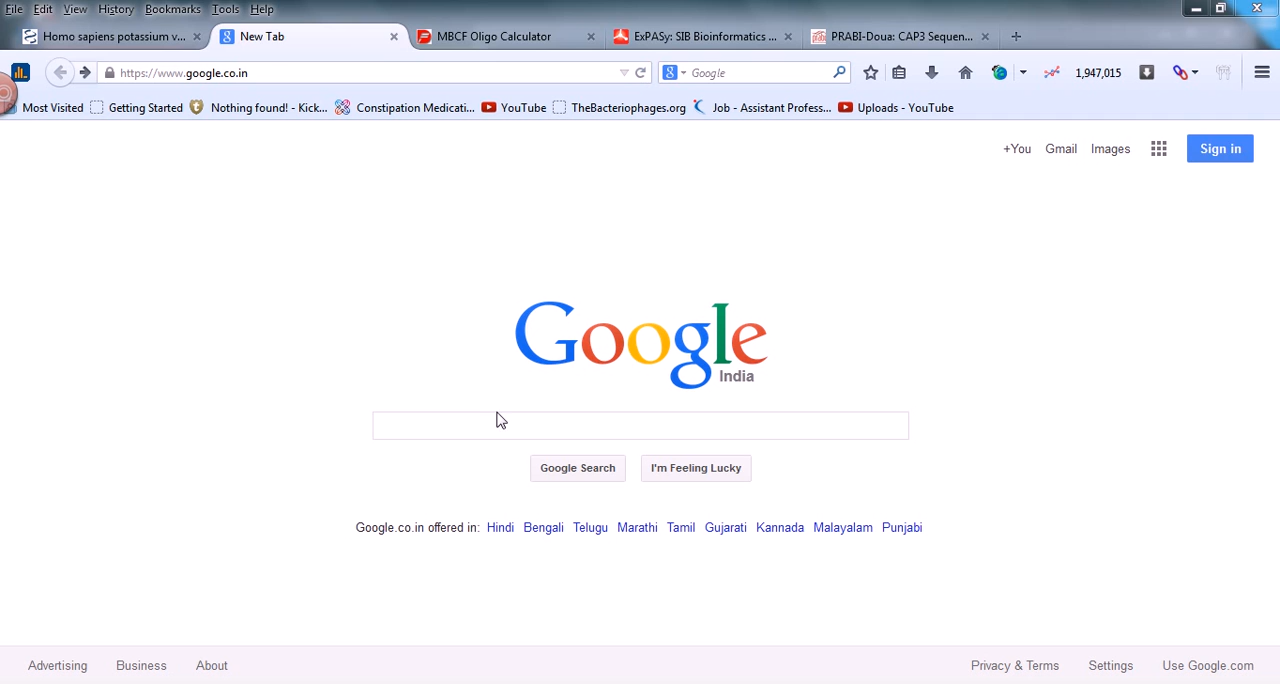 File Edit View History Bookmarks Tools Help
Homo sapiens potassium v... New Tab MBCF Oligo Calculator ExPASy: SIB Bioinformatics ... PRABI-Doua: CAP3 Sequen...
https://www.google.co.in Google 1,947,015
Most Visited Getting Started Nothing found! - Kick... Constipation Medicati... YouTube TheBacteriophages.org Job - Assistant Profess... Uploads - YouTube
+You Gmail Images Sign in
Google
India
Google Search I'm Feeling Lucky
Google.co.in offered in: Hindi Bengali Telugu Marathi Tamil Gujarati Kannada Malayalam Punjabi
Advertising Business About Privacy & Terms Settings Use Google.com